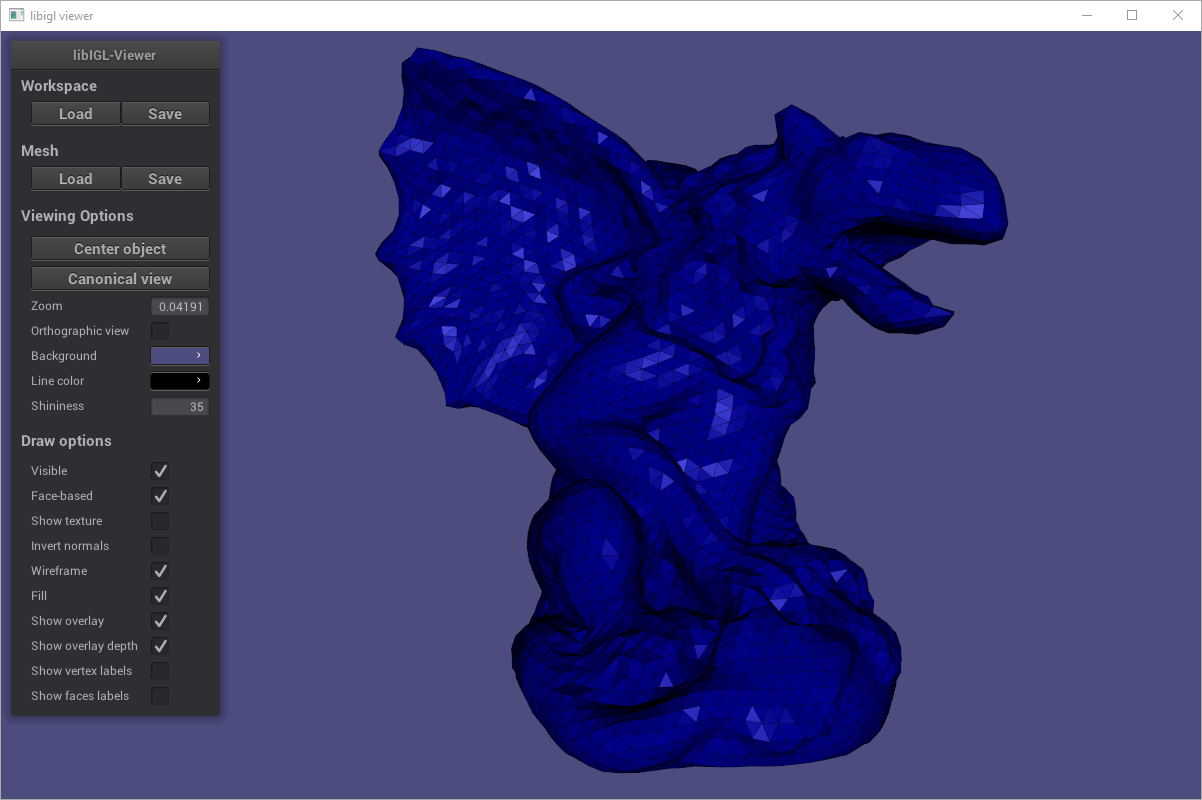 libigl viewer
libIGL-Viewer
Workspace
Load Save
Mesh
Load Save
Viewing Options
Center object
Canonical view
Zoom 0.04191
Orthographic view
Background
Line color
Shininess 35
Draw options
Visible
Face-based
Show texture
Invert normals
Wireframe
Fill
Show overlay
Show overlay depth
Show vertex labels
Show faces labels